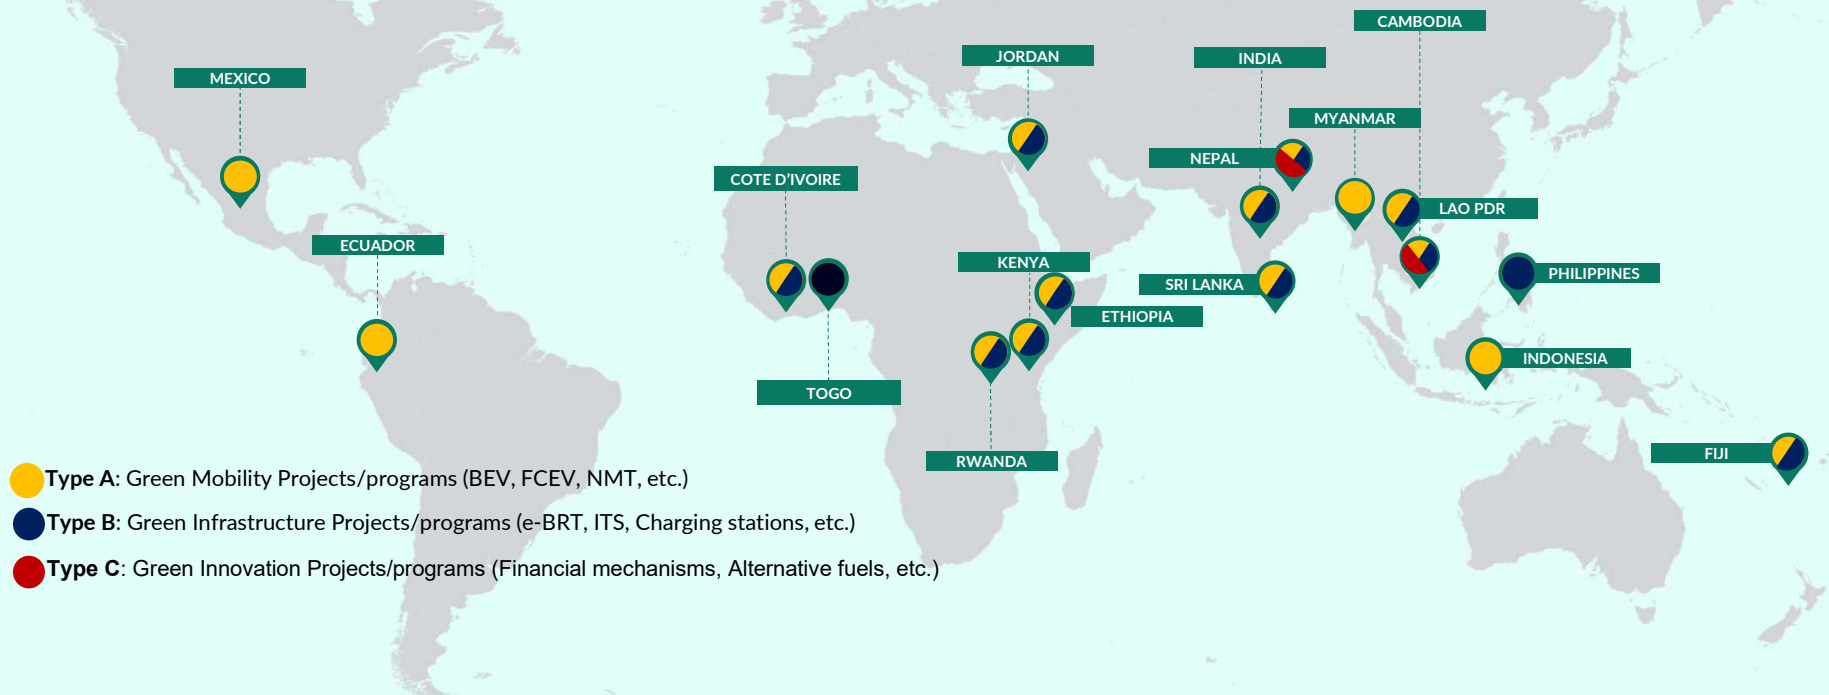 CAMBODIA
JORDAN
INDIA
MEXICO
MYANMAR
NEPAL
COTE D’IVOIRE
LAO PDR
ECUADOR
KENYA
PHILIPPINES
SRI LANKA
ETHIOPIA
INDONESIA
TOGO
FIJI
RWANDA
Type A: Green Mobility Projects/programs (BEV, FCEV, NMT, etc.)
Type B: Green Infrastructure Projects/programs (e-BRT, ITS, Charging stations, etc.)
Type C: Green Innovation Projects/programs (Financial mechanisms, Alternative fuels, etc.)